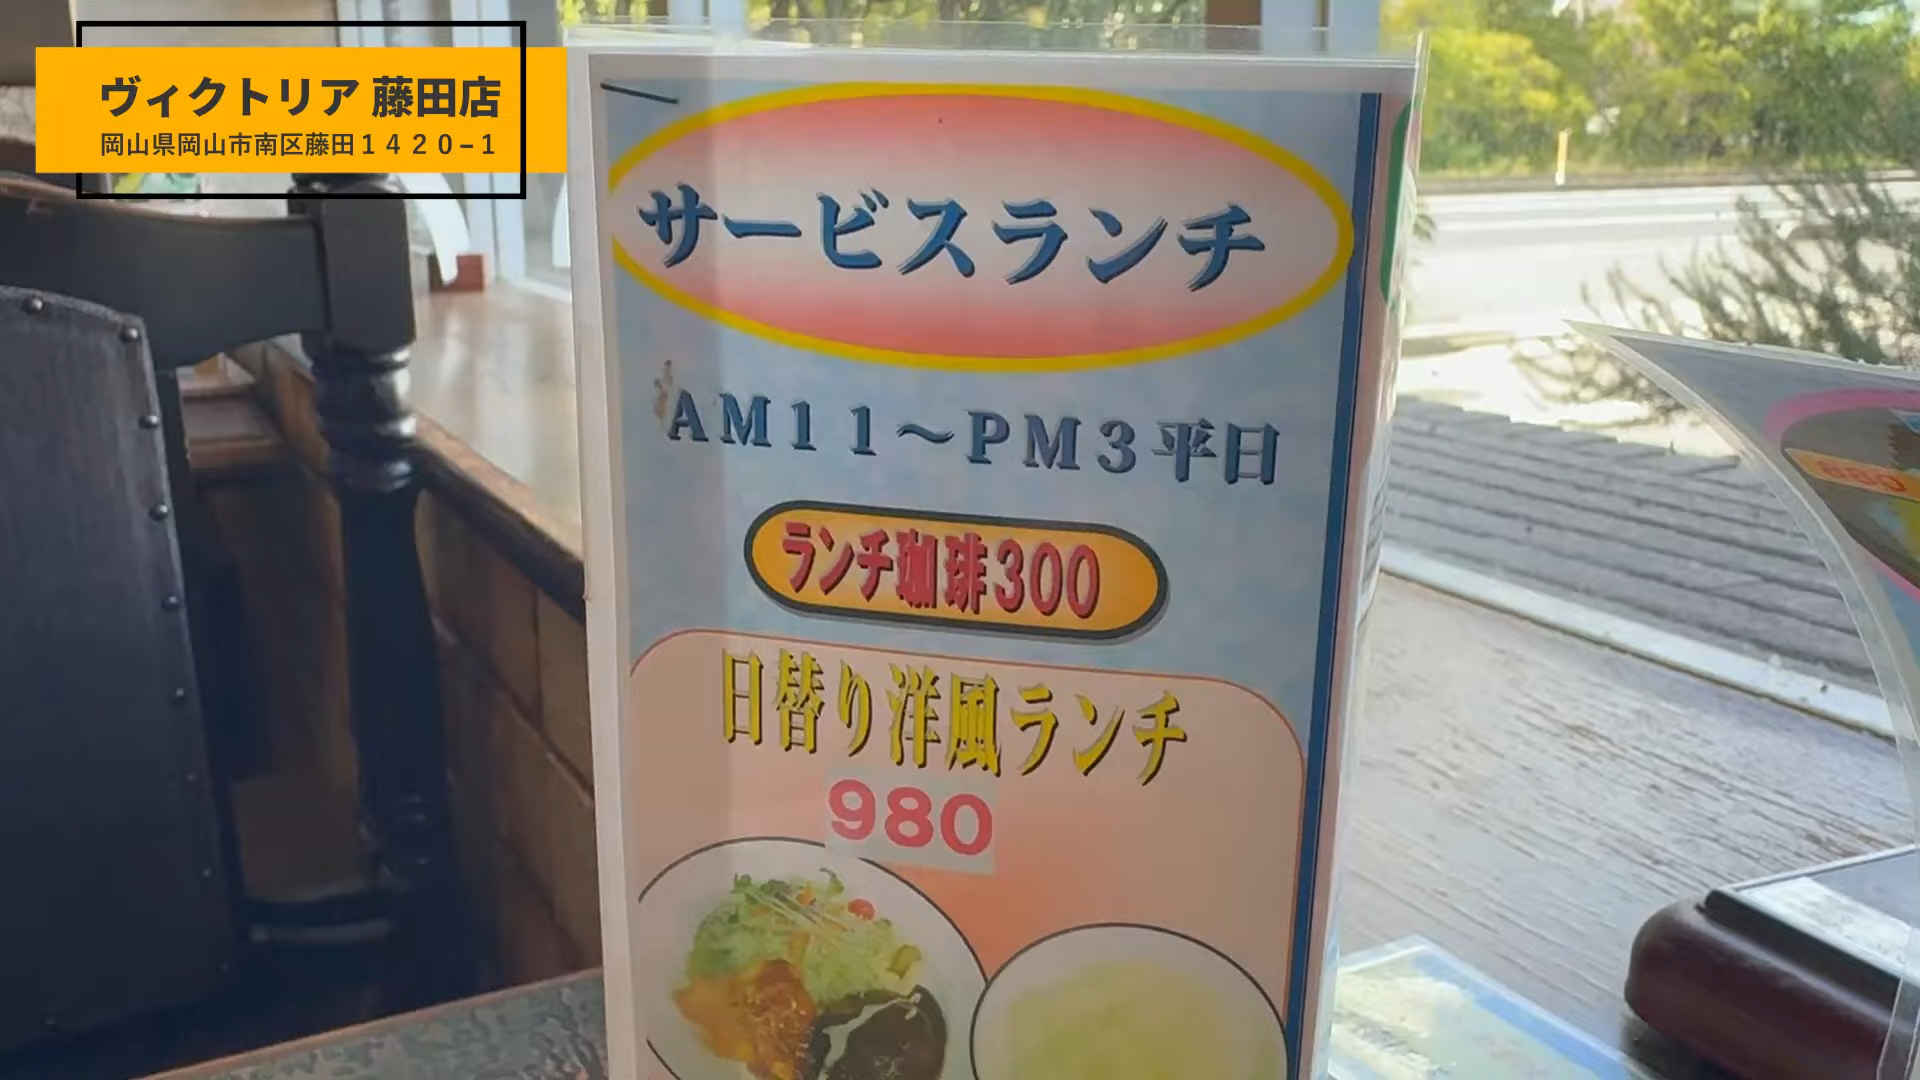 ヴィクトリア 藤田店
岡山県岡山市南区藤田1420-1
サービスランチ
AM11〜PM3平日
ランチ珈琲300
日替り洋風ランチ
980
880